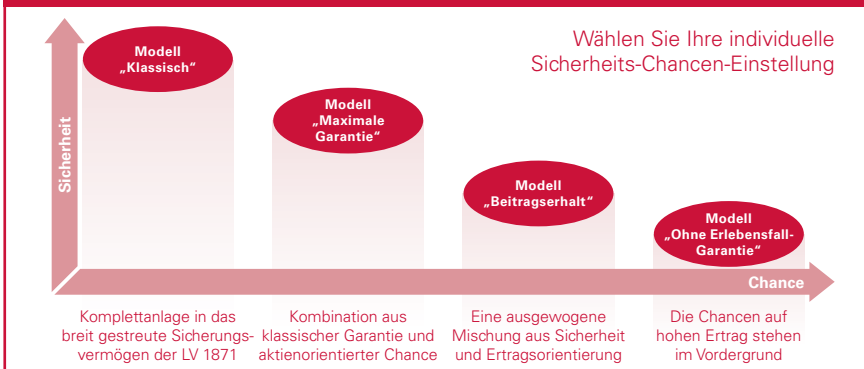 Wählen Sie Ihre individuelle
Sicherheits-Chancen-Einstellung
Sicherheit
Modell
„Klassisch“
Modell
„Maximale
Garantie“
Modell
„Beitragserhalt“
Modell
„Ohne Erlebensfall-
Garantie“
Chance
Komplettanlage in das
breit gestreute Sicherungs-
vermögen der LV 1871
Kombination aus
klassischer Garantie und
aktienorientierter Chance
Eine ausgewogene
Mischung aus Sicherheit
und Ertragsorientierung
Die Chancen auf
hohen Ertrag stehen
im Vordergrund